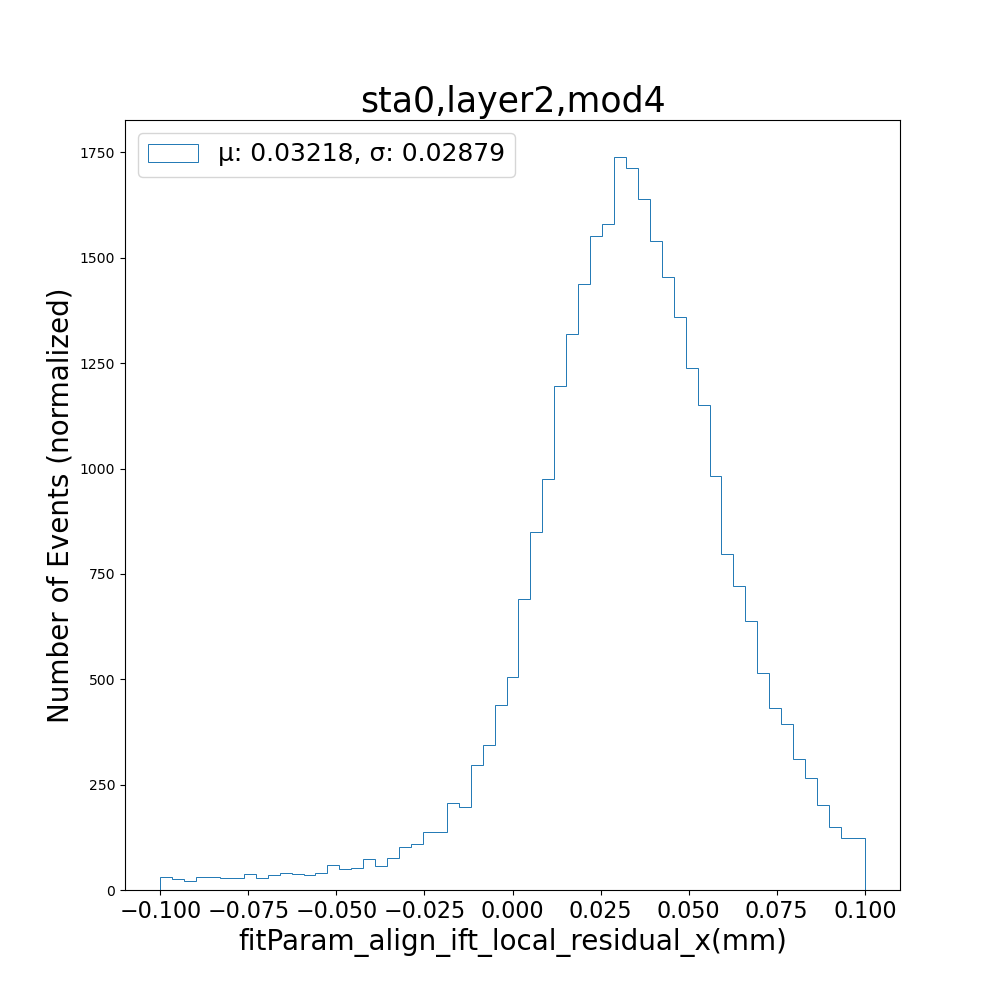 sta0,layer2,mod4
μ: 0.03218, σ: 0.02879
Number of Events (normalized)
1750
1500
1250
1000
750
500
250
0
−0.100 −0.075 −0.050 −0.025 0.000 0.025 0.050 0.075 0.100
fitParam_align_ift_local_residual_x(mm)